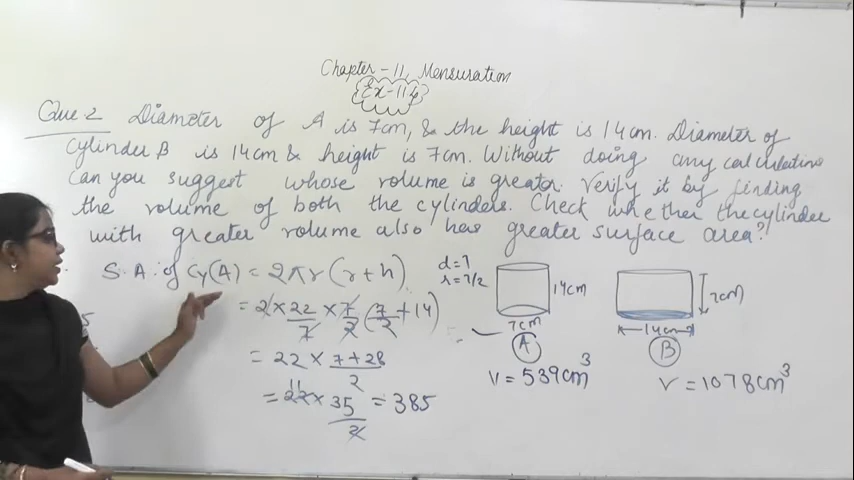 Chapter - 11, Mensuration
Ex - 11.4
Que 2 Diameter of A is 7cm, & the height is 14cm. Diameter of
cylinder B is 14cm & height is 7cm. Without doing any calculations
can you suggest whose volume is greater. Verify it by finding
the volume of both the cylinders. Check whether the cylinder
with greater volume also has greater surface area?
S.A. of Cy(A) = 2πr(r+h)
= 2 × 22/7 × 7/2 (7/2 + 14)
= 22 × 7+28/2
= 22 11 × 35/2 = 385
d=7
r=7/2
14cm
7cm
A
V = 539cm³
7cm
14cm
B
V = 1078cm³